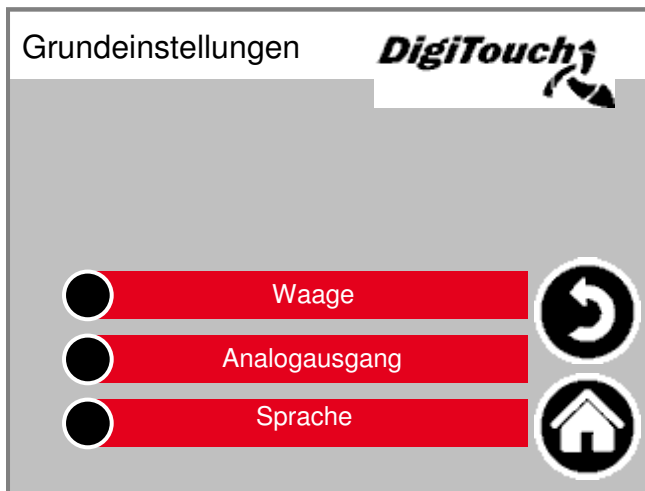 Grundeinstellungen
DigiTouch
Waage
Analogausgang
Sprache